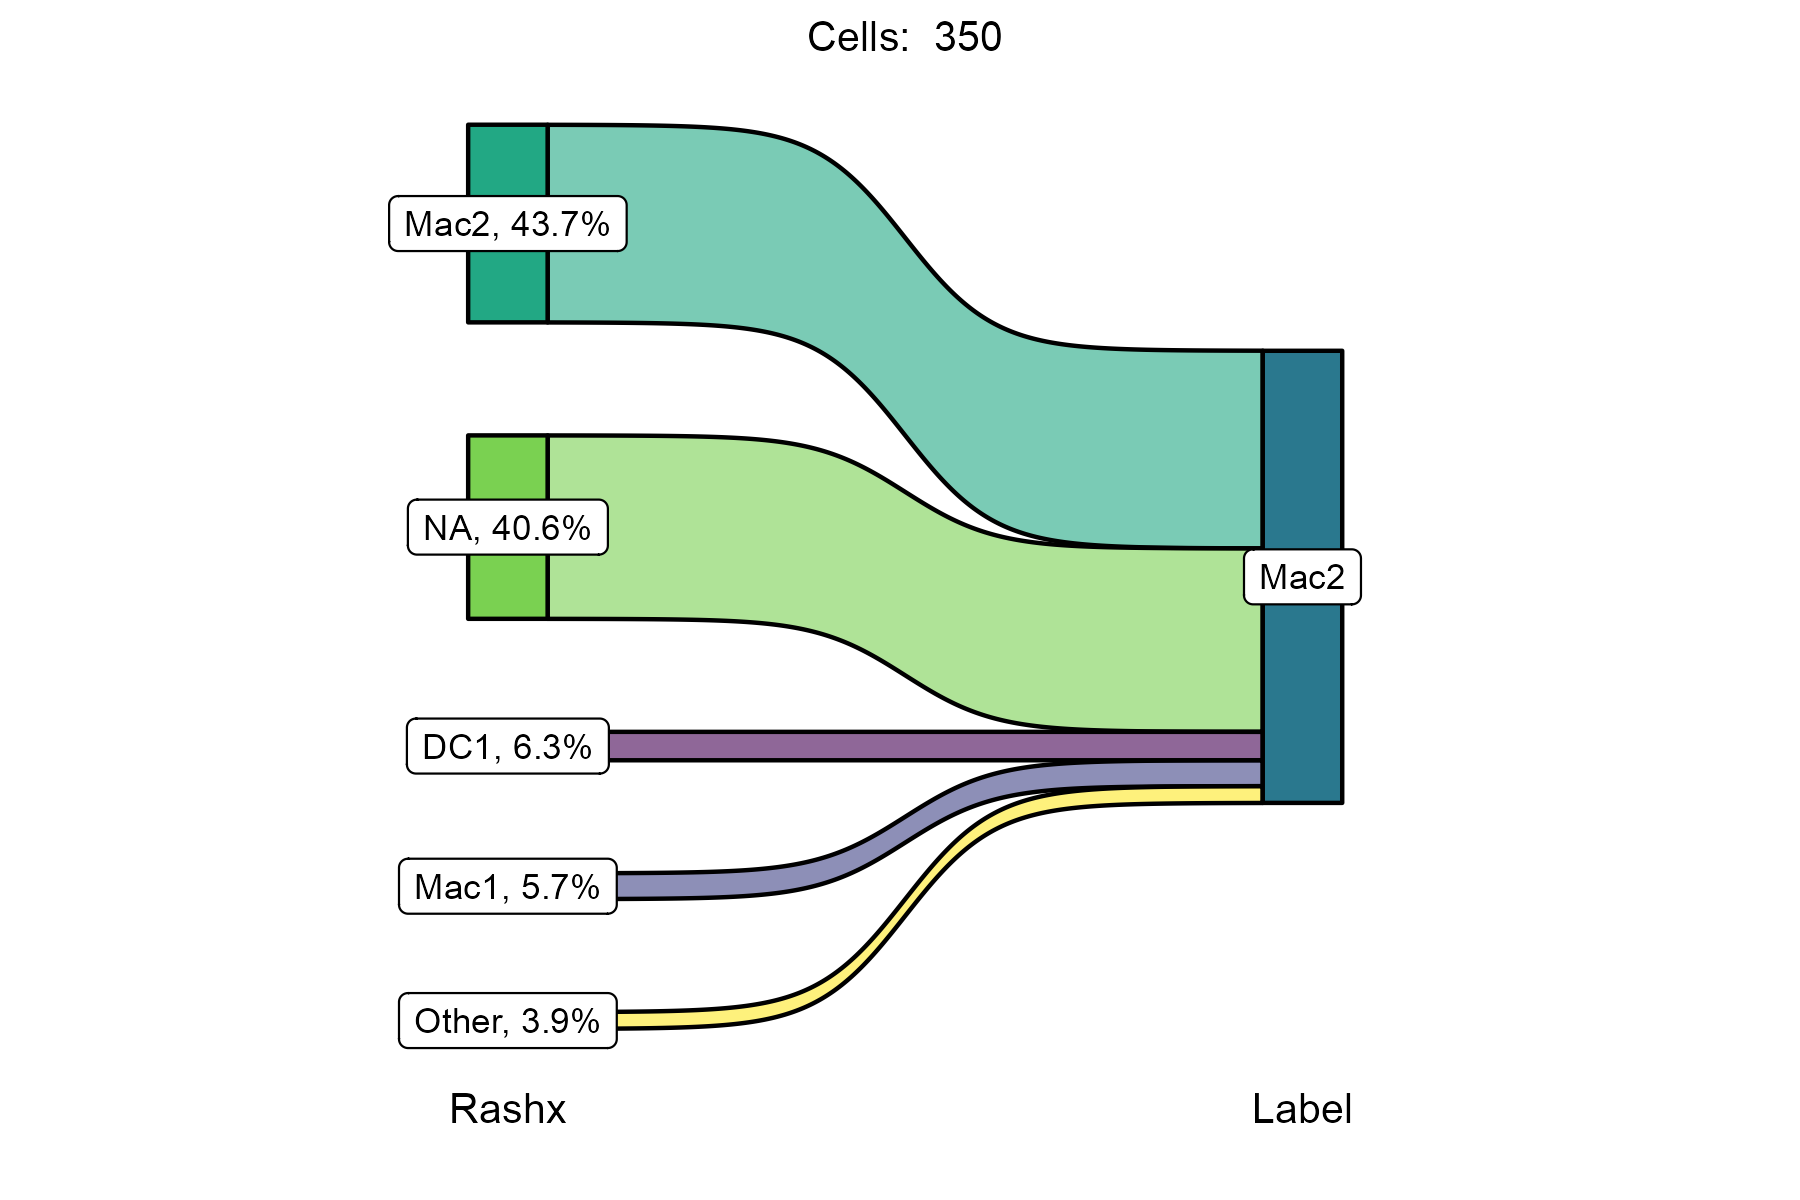 Cells:  350
Mac2, 43.7%
NA, 40.6%
Mac2
DC1, 6.3%
Mac1, 5.7%
Other, 3.9%
Rashx
Label